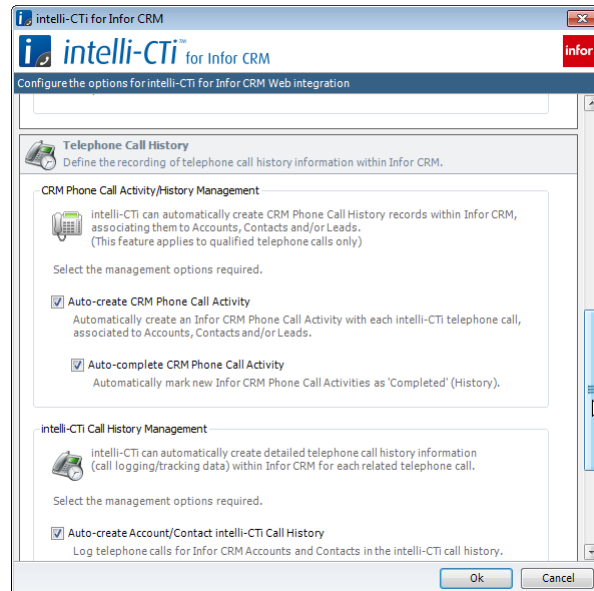 intelli-CTi for Infor CRM
intelli-CTi™ for Infor CRM
infor
Configure the options for intelli-CTi for Infor CRM Web integration
Telephone Call History
Define the recording of telephone call history information within Infor CRM.
CRM Phone Call Activity/History Management
intelli-CTi can automatically create CRM Phone Call History records within Infor CRM,
associating them to Accounts, Contacts and/or Leads.
(This feature applies to qualified telephone calls only)
Select the management options required.
Auto-create CRM Phone Call Activity
Automatically create an Infor CRM Phone Call Activity with each intelli-CTi telephone call,
associated to Accounts, Contacts and/or Leads.
Auto-complete CRM Phone Call Activity
Automatically mark new Infor CRM Phone Call Activities as 'Completed' (History).
intelli-CTi Call History Management
intelli-CTi can automatically create detailed telephone call history information
(call logging/tracking data) within Infor CRM for each related telephone call.
Select the management options required.
Auto-create Account/Contact intelli-CTi Call History
Log telephone calls for Infor CRM Accounts and Contacts in the intelli-CTi call history.
Ok
Cancel